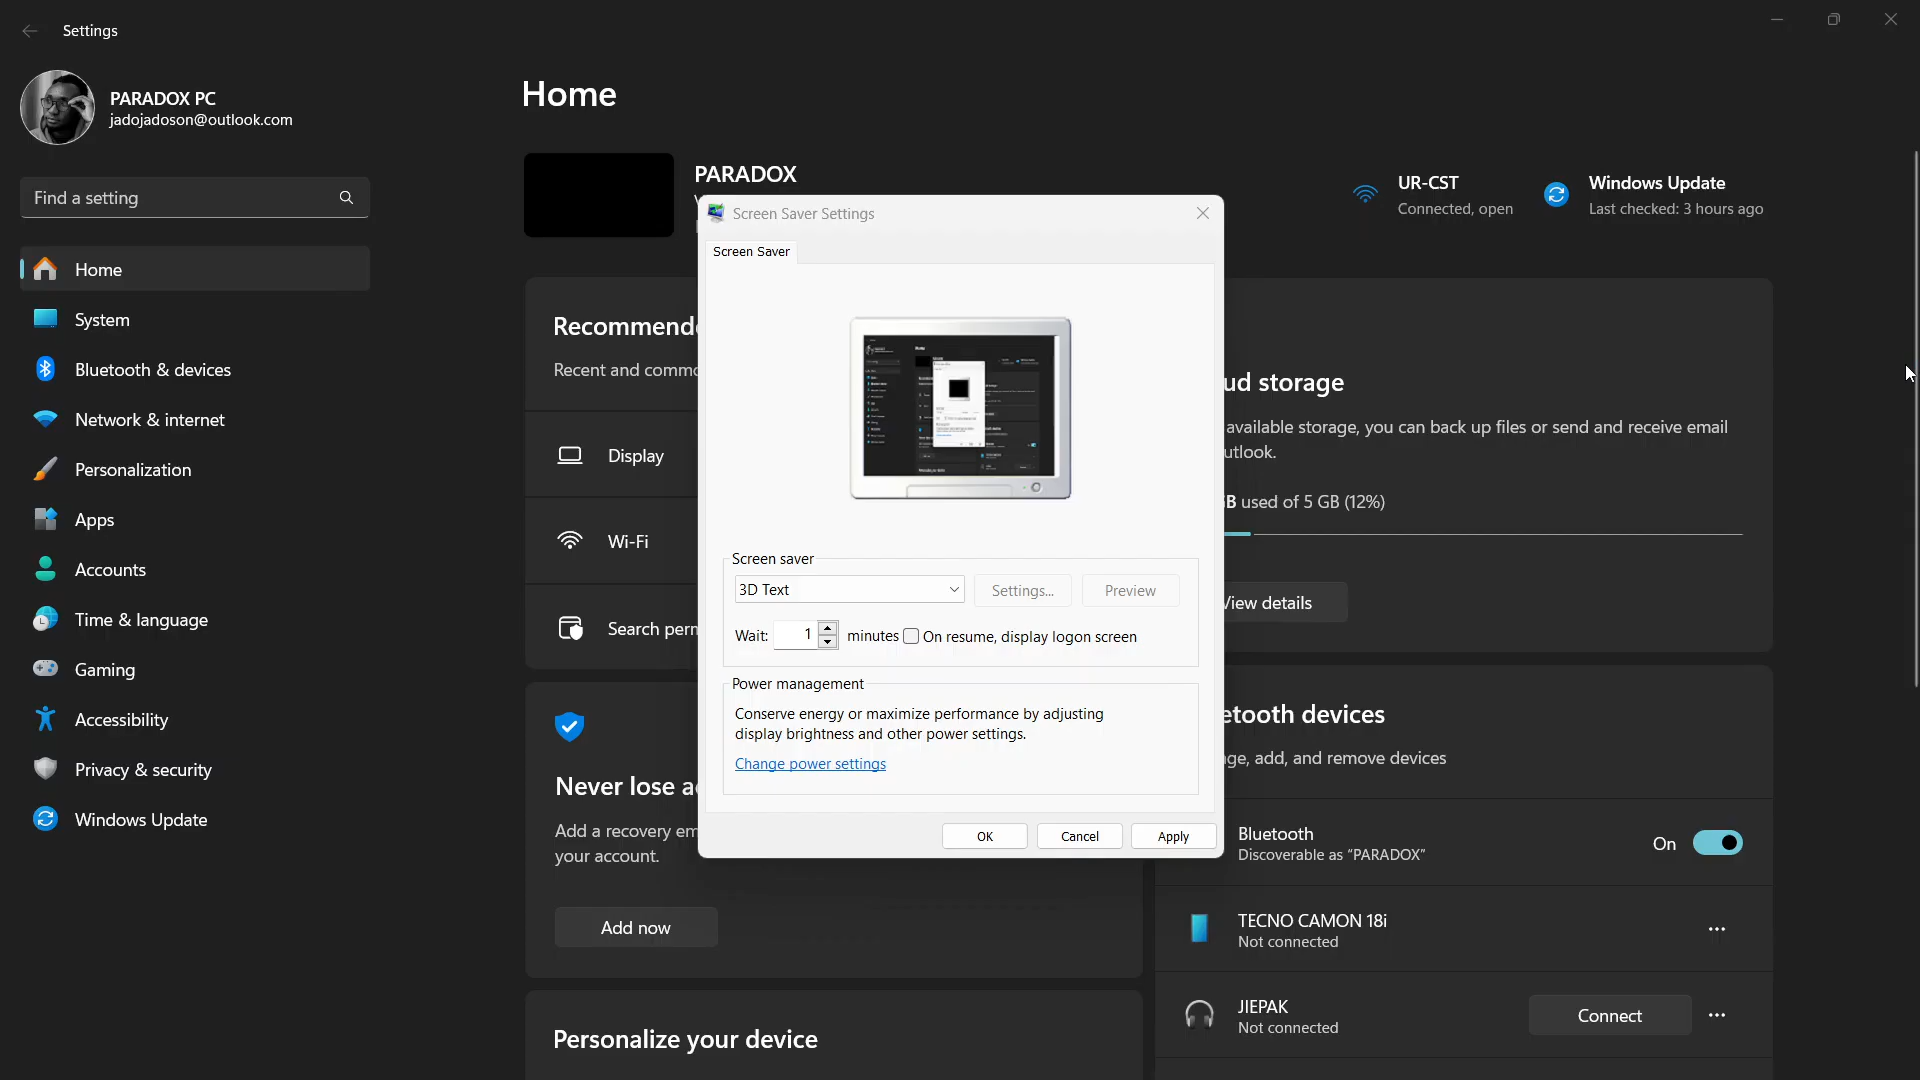 Settings
PARADOX PC
jadojadoson@outlook.com
Find a setting
Home
System
Bluetooth & devices
Network & internet
Personalization
Apps
Accounts
Time & language
Gaming
Accessibility
Privacy & security
Windows Update
Home
PARADOX
UR-CST
Connected, open
Windows Update
Last checked: 3 hours ago
Recommende
Recent and commo
Display
Wi-Fi
Search perm
Never lose a
Add a recovery em
your account.
Add now
Personalize your device
Screen Saver Settings
Screen Saver
Screen saver
3D Text
Settings...
Preview
Wait: 1 minutes On resume, display logon screen
Power management
Conserve energy or maximize performance by adjusting
display brightness and other power settings.
Change power settings
OK
Cancel
Apply
ud storage
available storage, you can back up files or send and receive email
utlook.
B used of 5 GB (12%)
View details
etooth devices
ge, add, and remove devices
Bluetooth
Discoverable as "PARADOX"
On
TECNO CAMON 18i
Not connected
JIEPAK
Not connected
Connect